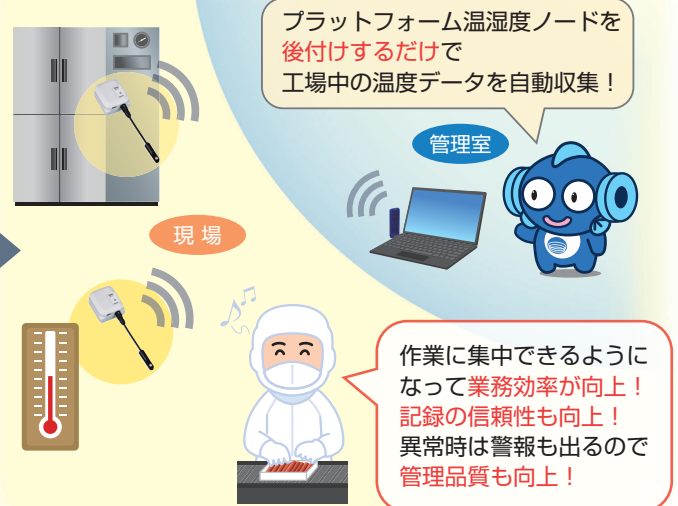 プラットフォーム温湿度ノードを
後付けするだけで
工場中の温度データを自動収集！
管理室
現場
作業に集中できるように
なって業務効率が向上！
記録の信頼性も向上！
異常時は警報も出るので
管理品質も向上！